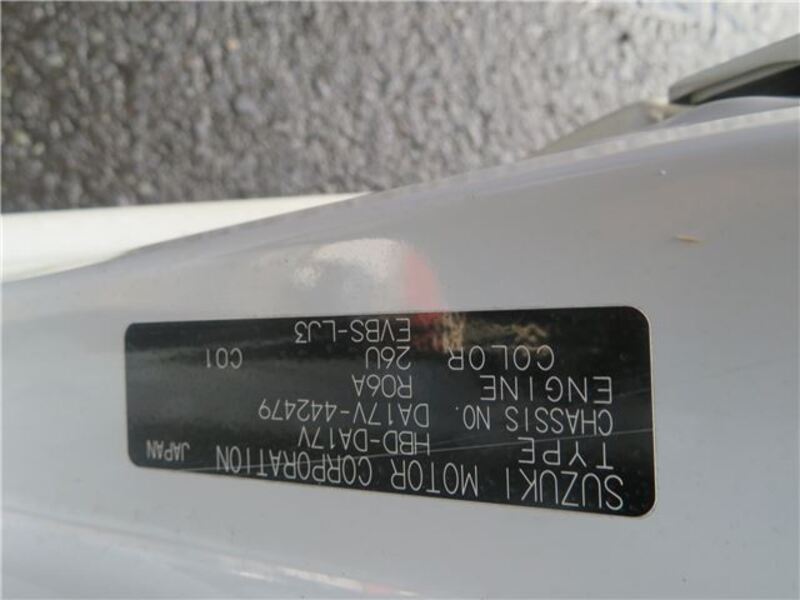 SUZUKI MOTOR CORPORATION JAPAN
TYPE HBD-DA17V
CHASSIS NO. DA17V-442479
ENGINE R06A
COLOR 26U C01
EVBS-LJ3